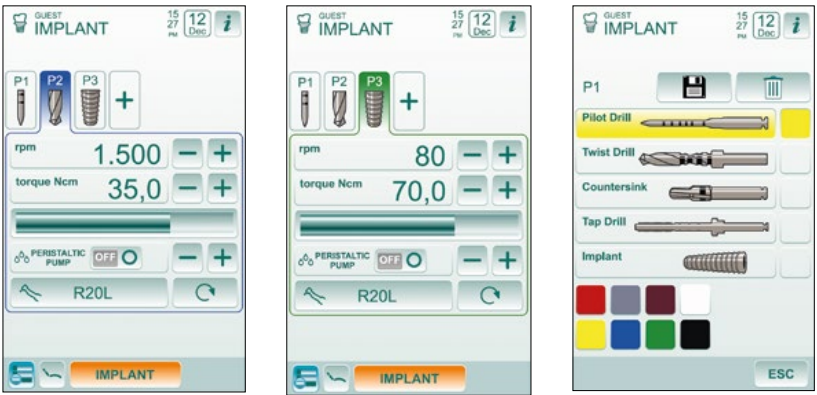 GUEST
IMPLANT
15
27
PM
12
Dec
i
P1
P2
P3
+
rpm
1.500
− +
torque Ncm
35,0
− +
PERISTALTIC
PUMP
OFF
− +
R20L
IMPLANT
GUEST
IMPLANT
15
27
PM
12
Dec
i
P1
P2
P3
+
rpm
80
− +
torque Ncm
70,0
− +
PERISTALTIC
PUMP
OFF
− +
R20L
IMPLANT
GUEST
IMPLANT
15
27
PM
12
Dec
i
P1
Pilot Drill
Twist Drill
Countersink
Tap Drill
Implant
ESC